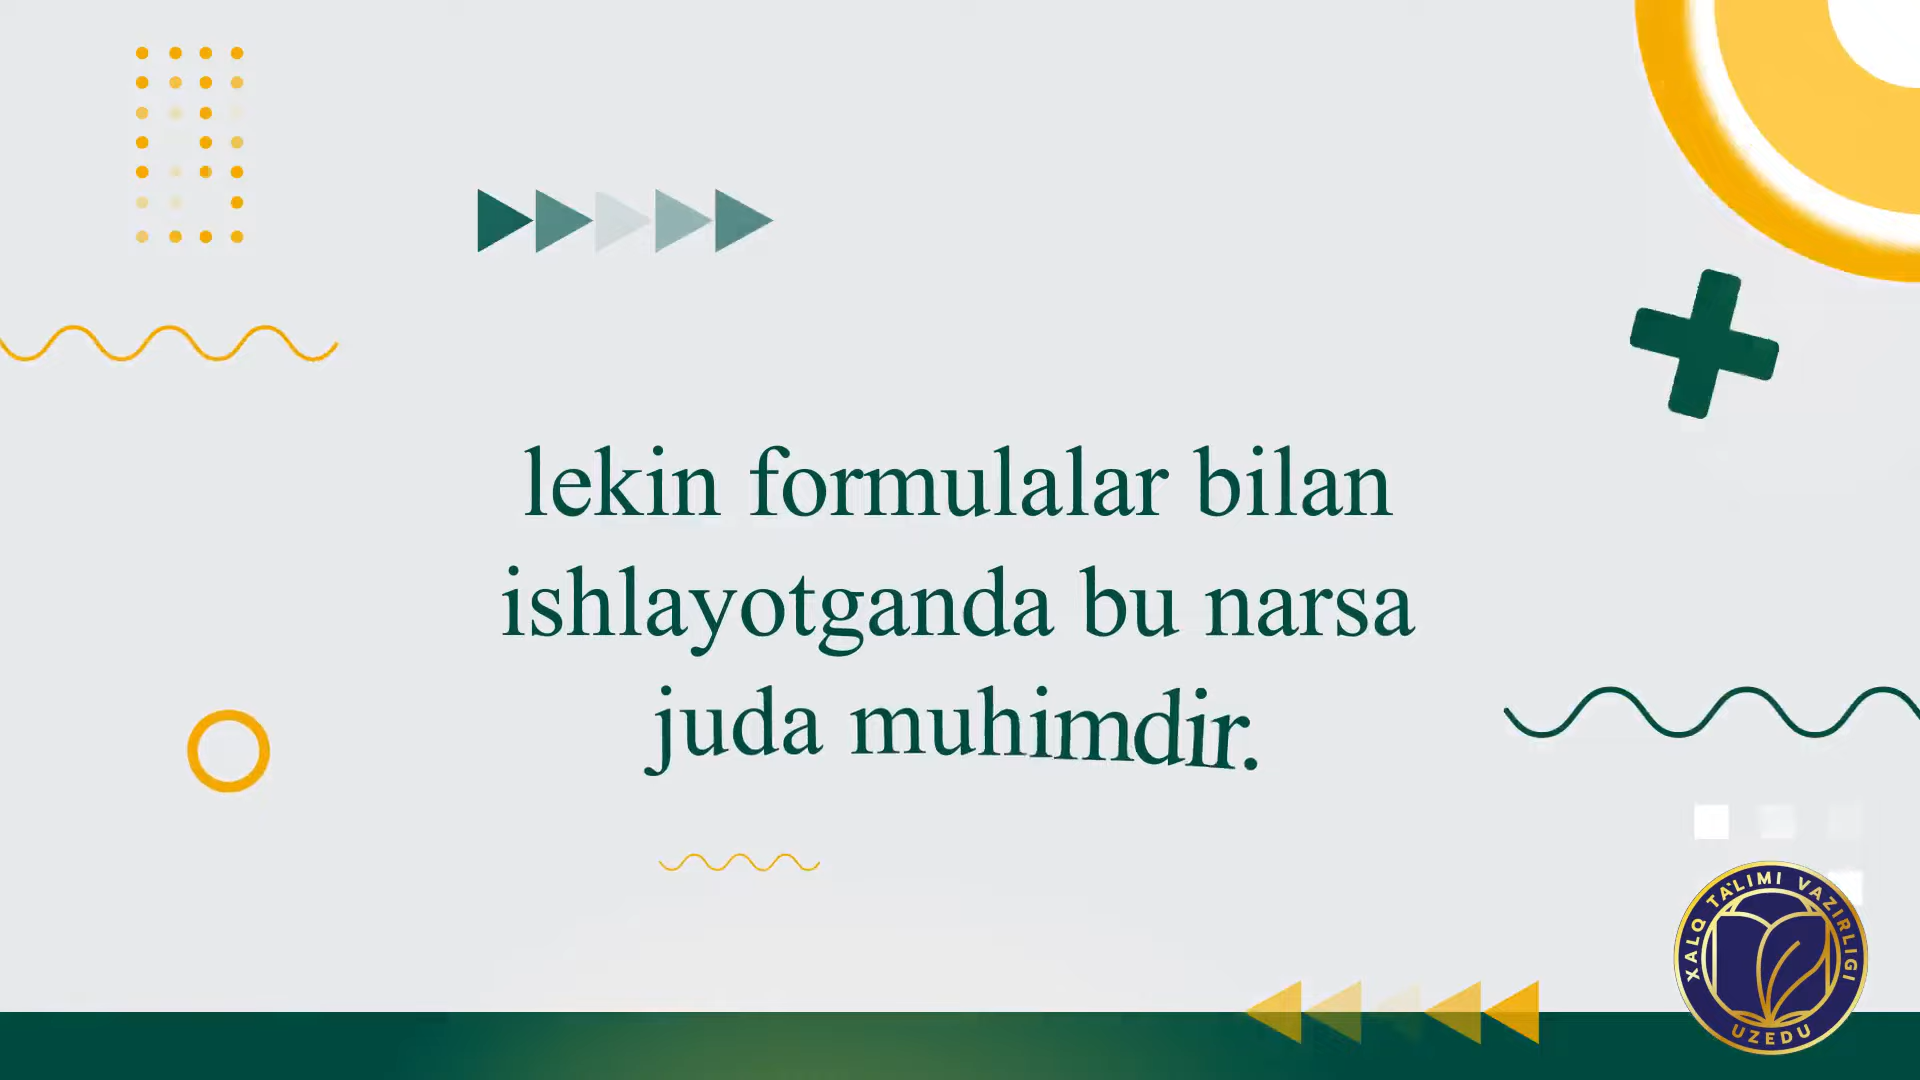 lekin formulalar bilan
ishlayotganda bu narsa
juda muhimdir.
XALQ TA'LIMI VAZIRLIGI
UZEDU